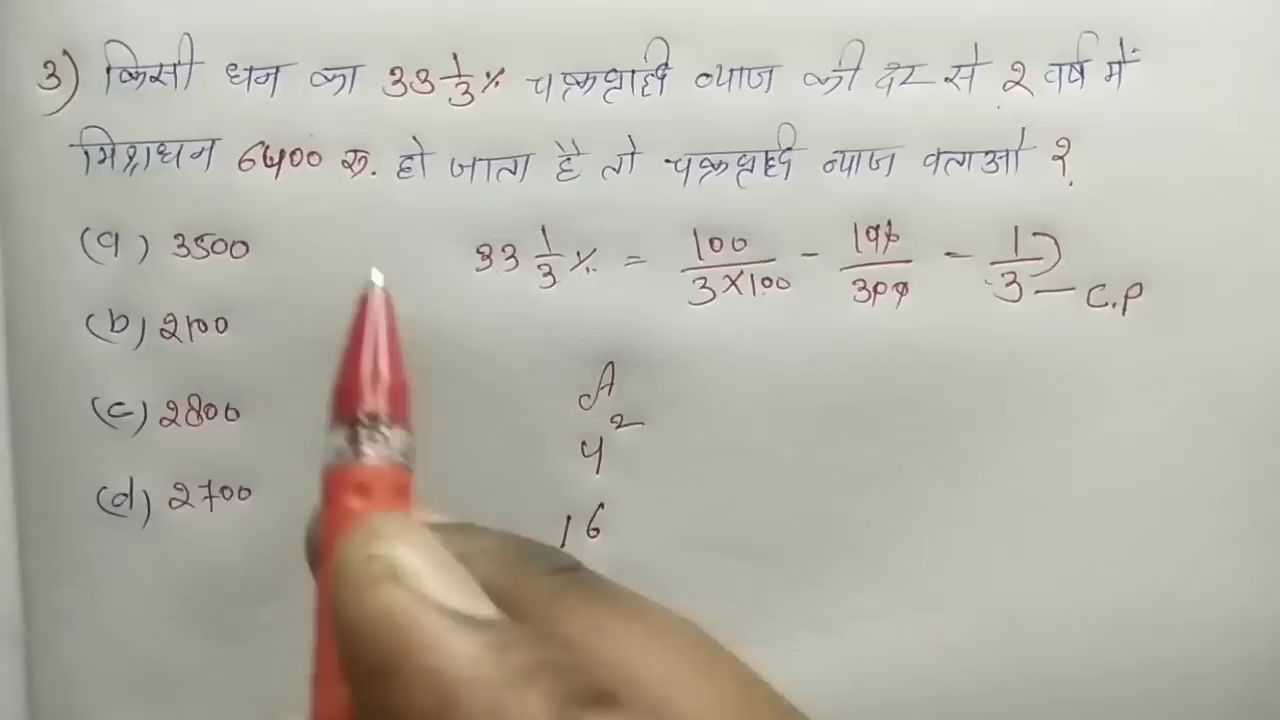 3) किसी धन का 33 1/3 % चक्रवृद्धि ब्याज की दर से 2 वर्ष में
मिश्रधन 6400 रु. हो जाता है तो चक्रवृद्धि ब्याज बताओ ?
(a) 3500
33 1/3 % = 100/3×100 - 100/300 - 1/3 - C.P
(b) 2100
A
(c) 2800
4²
(d) 2700
16